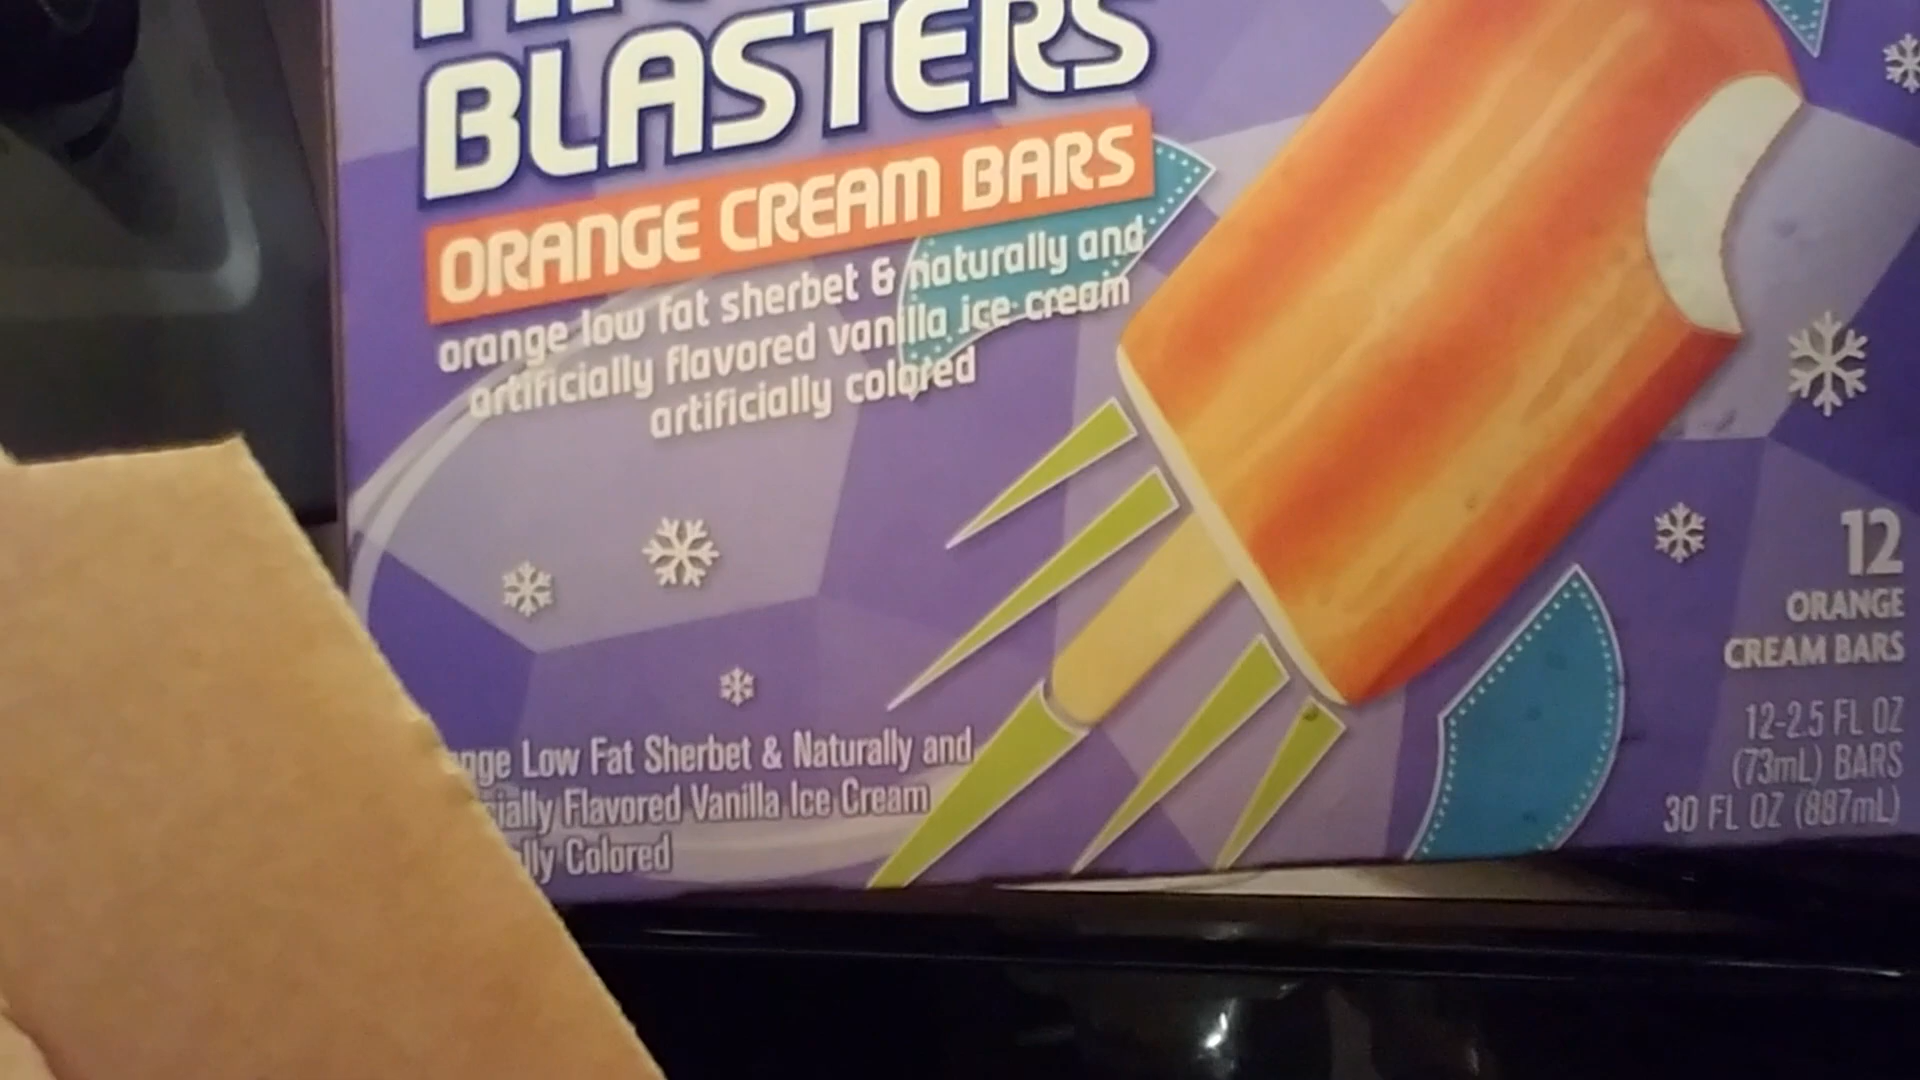 BLASTERS
ORANGE CREAM BARS
orange low fat sherbet & naturally and
artificially flavored vanilla ice cream
artificially colored
12
ORANGE
CREAM BARS
12-2.5 FL OZ
(73mL) BARS
30 FL OZ (887mL)
Low Fat Sherbet & Naturally and
Flavored Vanilla Ice Cream
Colored